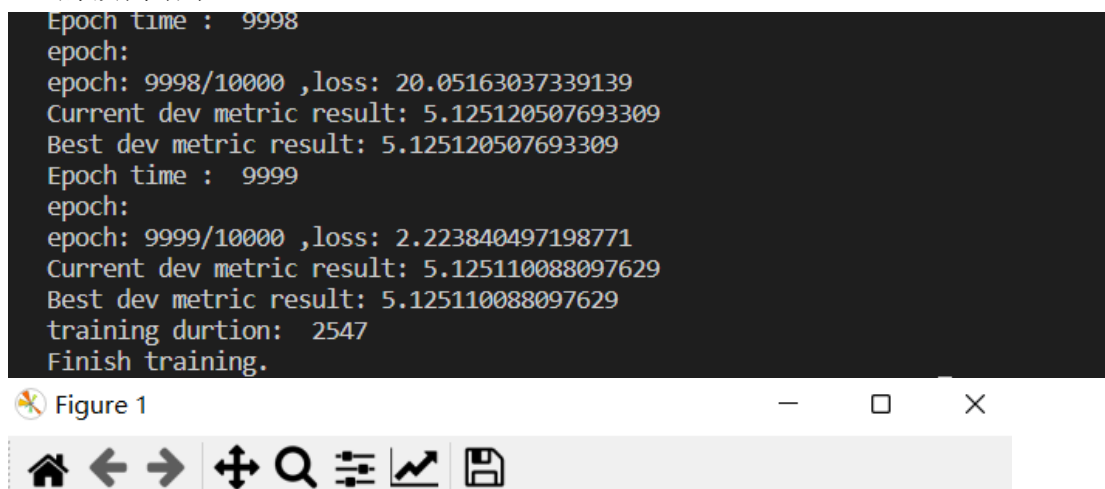 Epoch time :  9998
epoch:
epoch: 9998/10000 ,loss: 20.05163037339139
Current dev metric result: 5.125120507693309
Best dev metric result: 5.125120507693309
Epoch time :  9999
epoch:
epoch: 9999/10000 ,loss: 2.223840497198771
Current dev metric result: 5.125110088097629
Best dev metric result: 5.125110088097629
training durtion:  2547
Finish training.
Figure 1